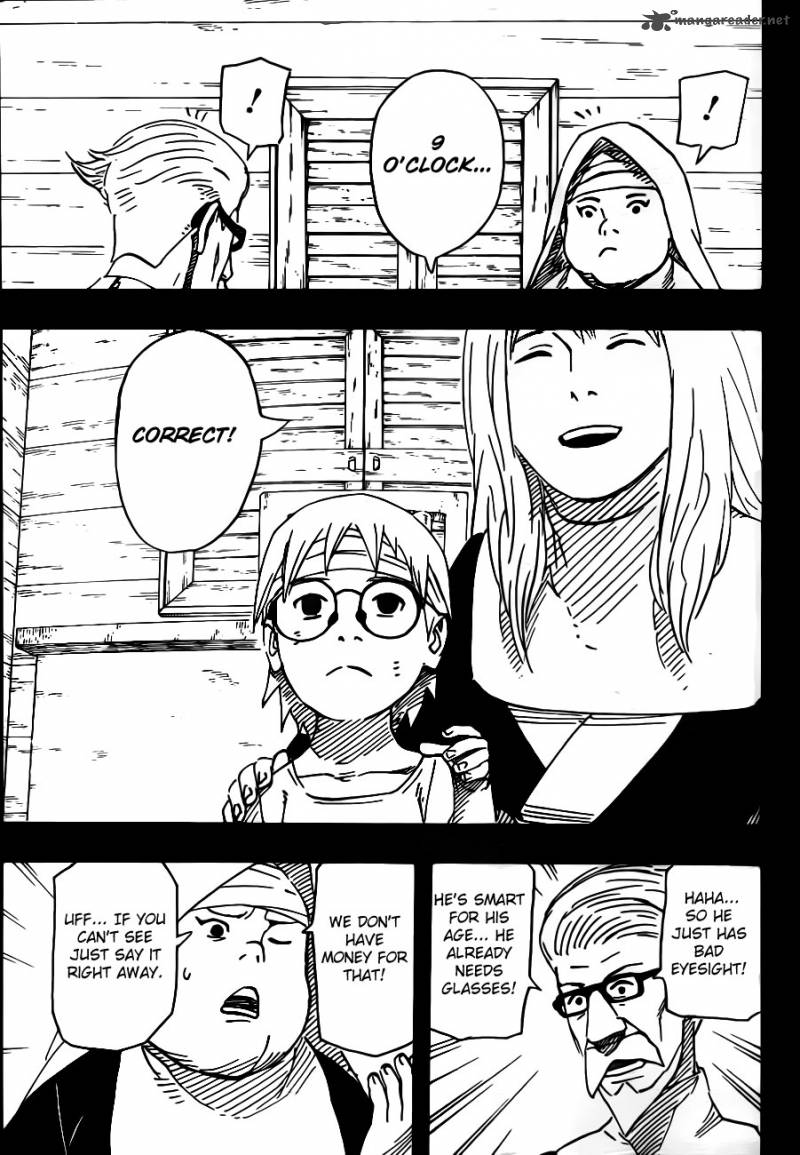 mangareader.net
!
9
O'CLOCK...
!
CORRECT!
HAHA...
SO HE
JUST HAS
BAD
EYESIGHT!
HE'S SMART
FOR HIS
AGE... HE
ALREADY
NEEDS
GLASSES!
WE DON'T
HAVE
MONEY FOR
THAT!
UFF... IF YOU
CAN'T SEE
JUST SAY IT
RIGHT AWAY.